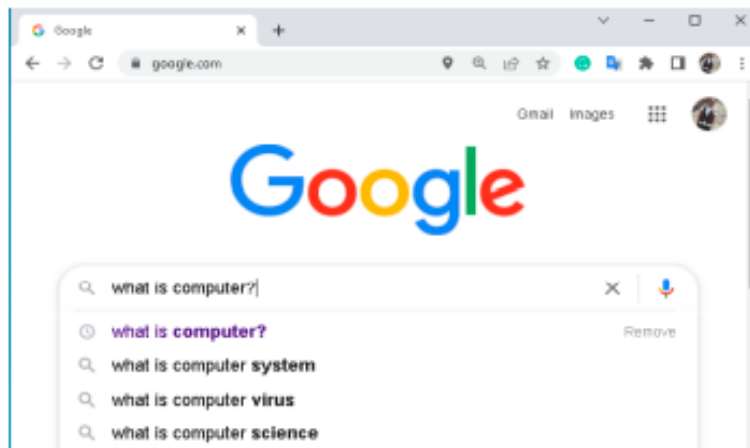 Google
google.com
Gmail Images
Google
what is computer?
what is computer? Remove
what is computer system
what is computer virus
what is computer science